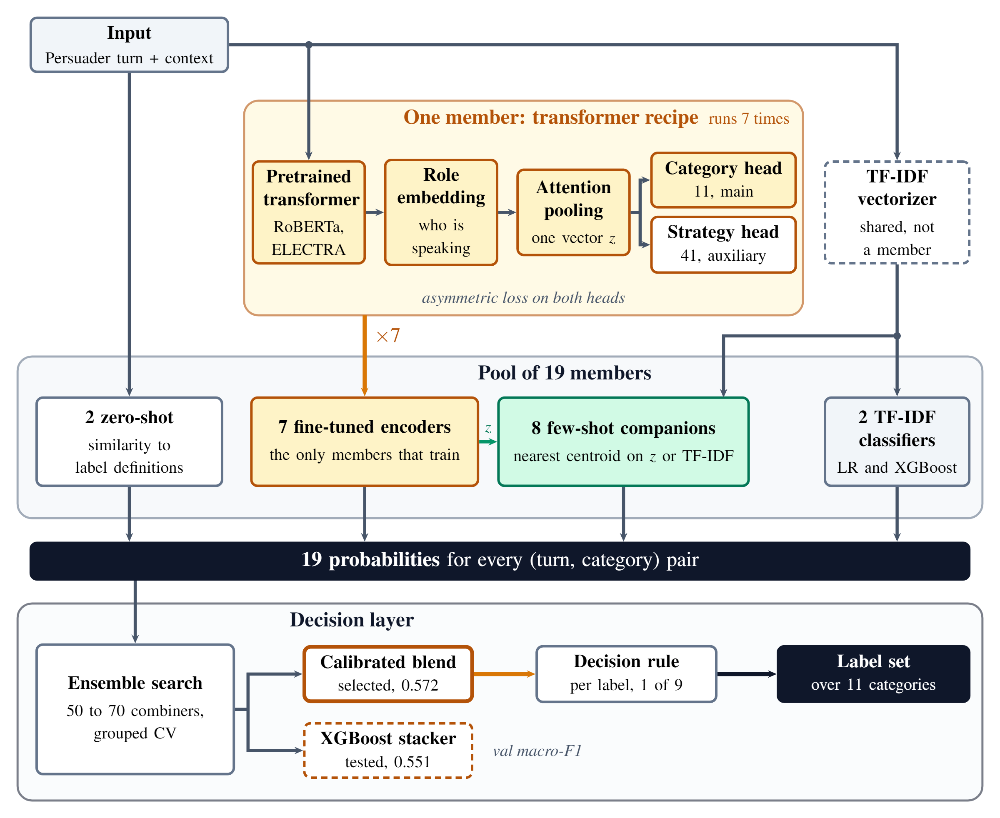 Input
Persuader turn + context
One member: transformer recipe runs 7 times
Pretrained
transformer
RoBERTa,
ELECTRA
Role
embedding
who is
speaking
Attention
pooling
one vector z
Category head
11, main
Strategy head
41, auxiliary
asymmetric loss on both heads
TF-IDF
vectorizer
shared, not
a member
×7
Pool of 19 members
2 zero-shot
similarity to
label definitions
7 fine-tuned encoders
the only members that train
z
8 few-shot companions
nearest centroid on z or TF-IDF
2 TF-IDF
classifiers
LR and XGBoost
19 probabilities for every (turn, category) pair
Decision layer
Ensemble search
50 to 70 combiners,
grouped CV
Calibrated blend
selected, 0.572
Decision rule
per label, 1 of 9
Label set
over 11 categories
XGBoost stacker
tested, 0.551
val macro-F1